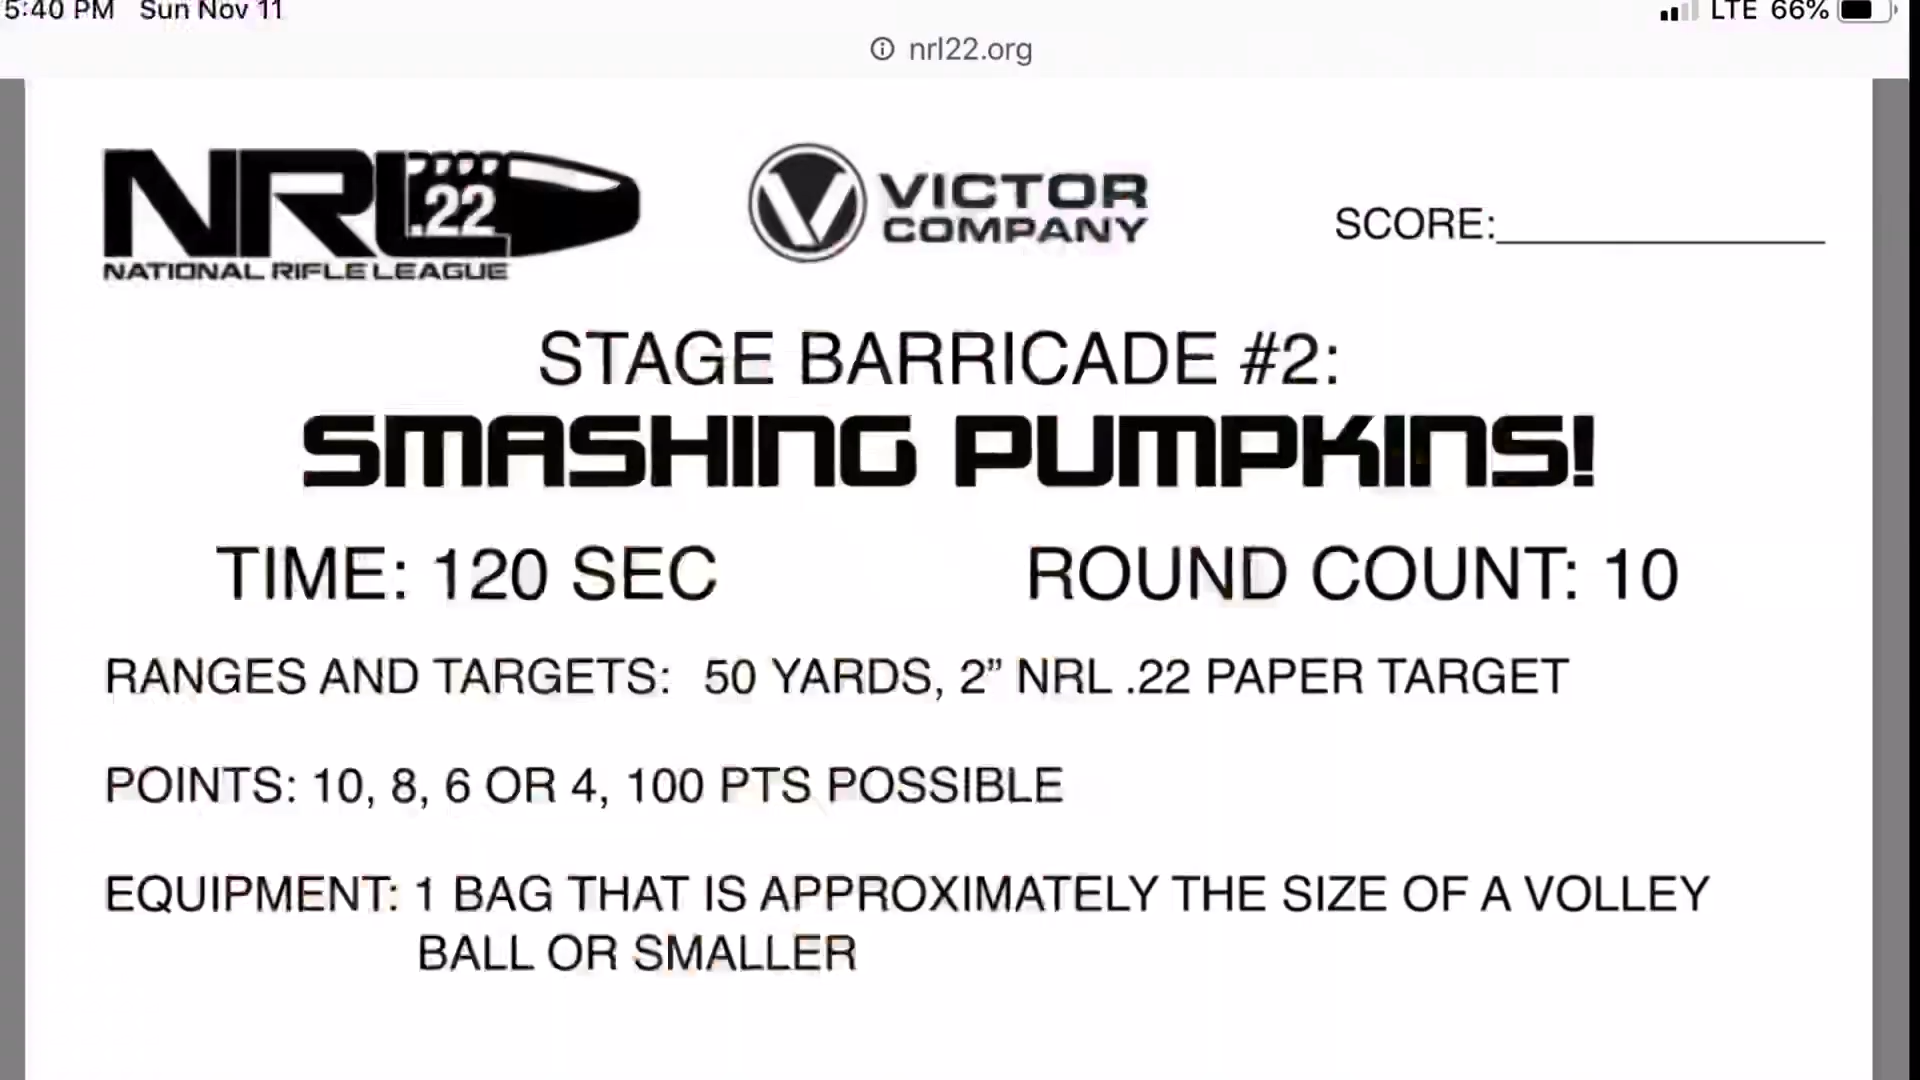 5:40 PM Sun Nov 11
LTE 66%
nrl22.org
NRL .22
NATIONAL RIFLE LEAGUE
VICTOR
COMPANY
SCORE:
STAGE BARRICADE #2:
SMASHING PUMPKINS!
TIME: 120 SEC
ROUND COUNT: 10
RANGES AND TARGETS: 50 YARDS, 2” NRL .22 PAPER TARGET
POINTS: 10, 8, 6 OR 4, 100 PTS POSSIBLE
EQUIPMENT: 1 BAG THAT IS APPROXIMATELY THE SIZE OF A VOLLEY
BALL OR SMALLER